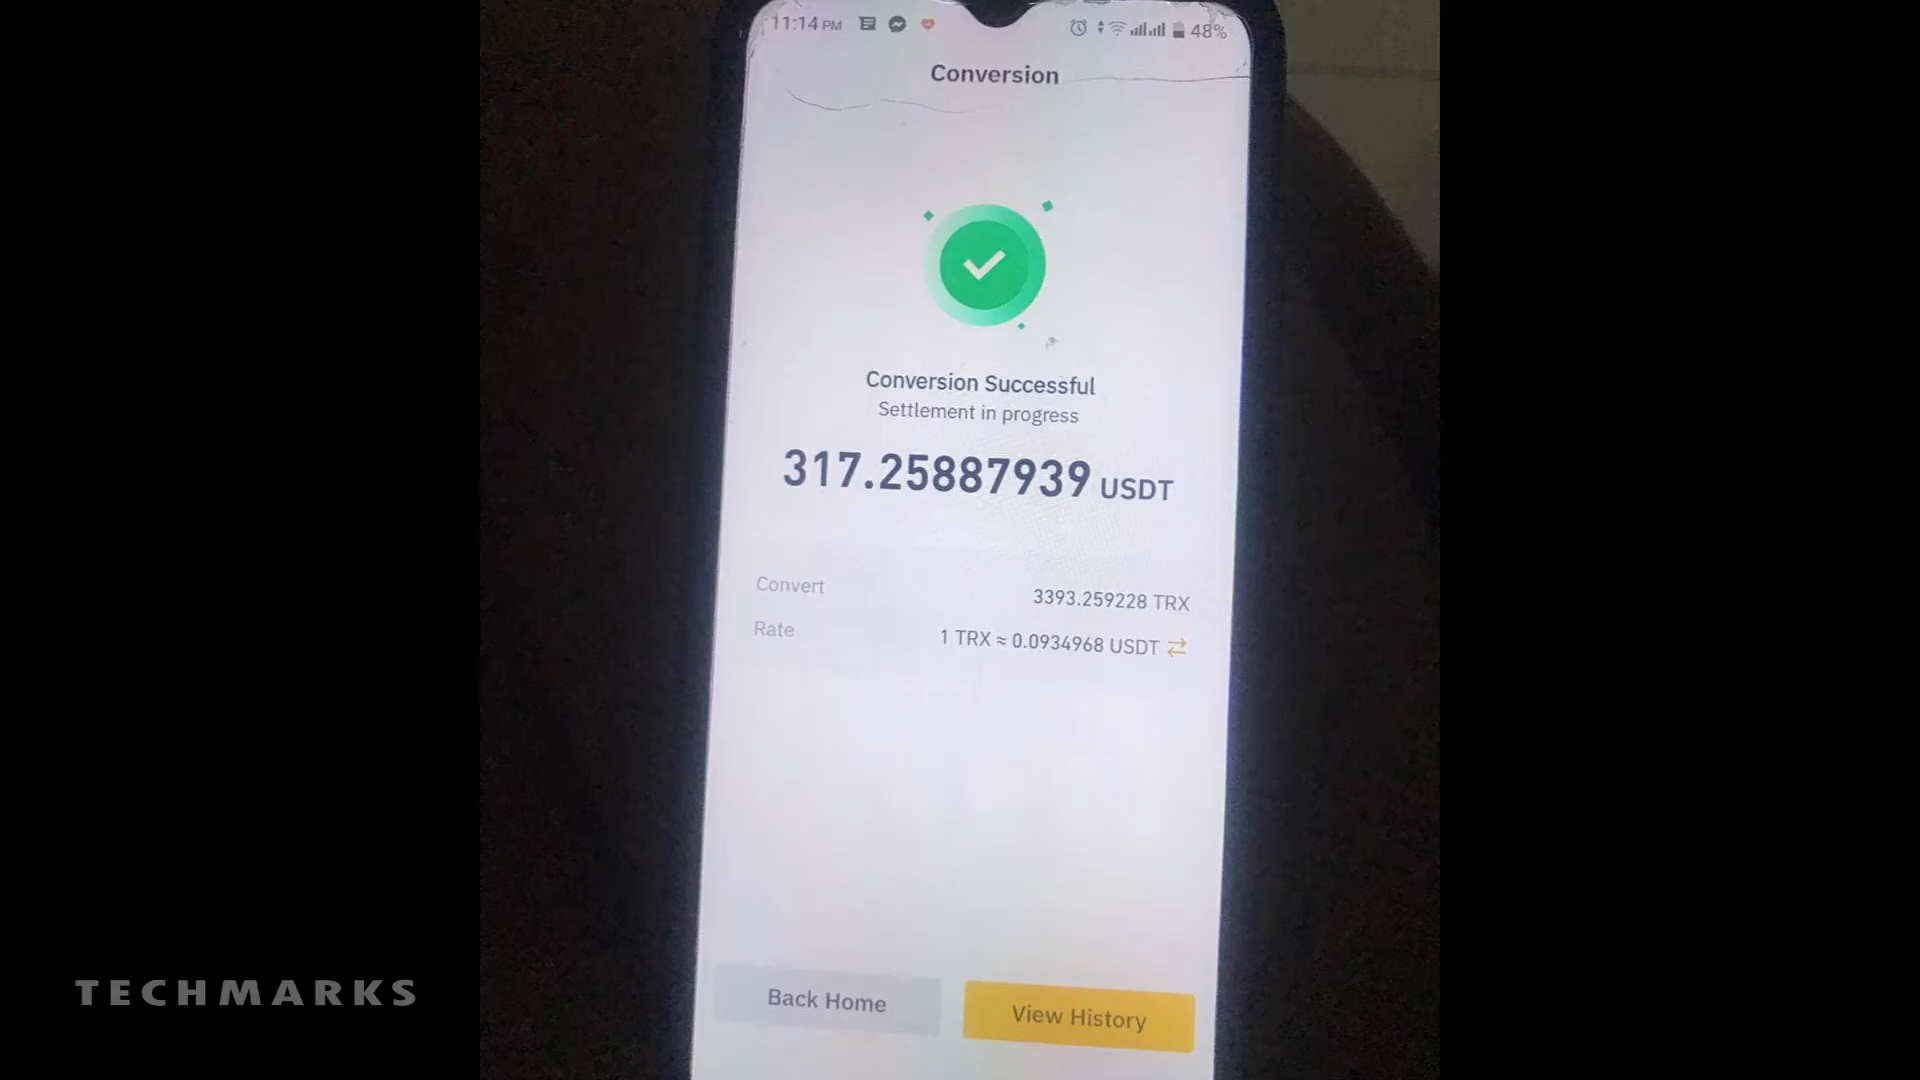 11:14 PM
48%
Conversion
Conversion Successful
Settlement in progress
317.25887939 USDT
Convert 3393.259228 TRX
Rate 1 TRX ≈ 0.0934968 USDT
Back Home View History
TECHMARKS